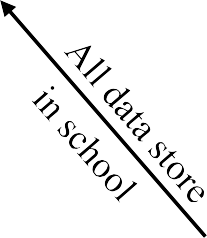 All data store
in school